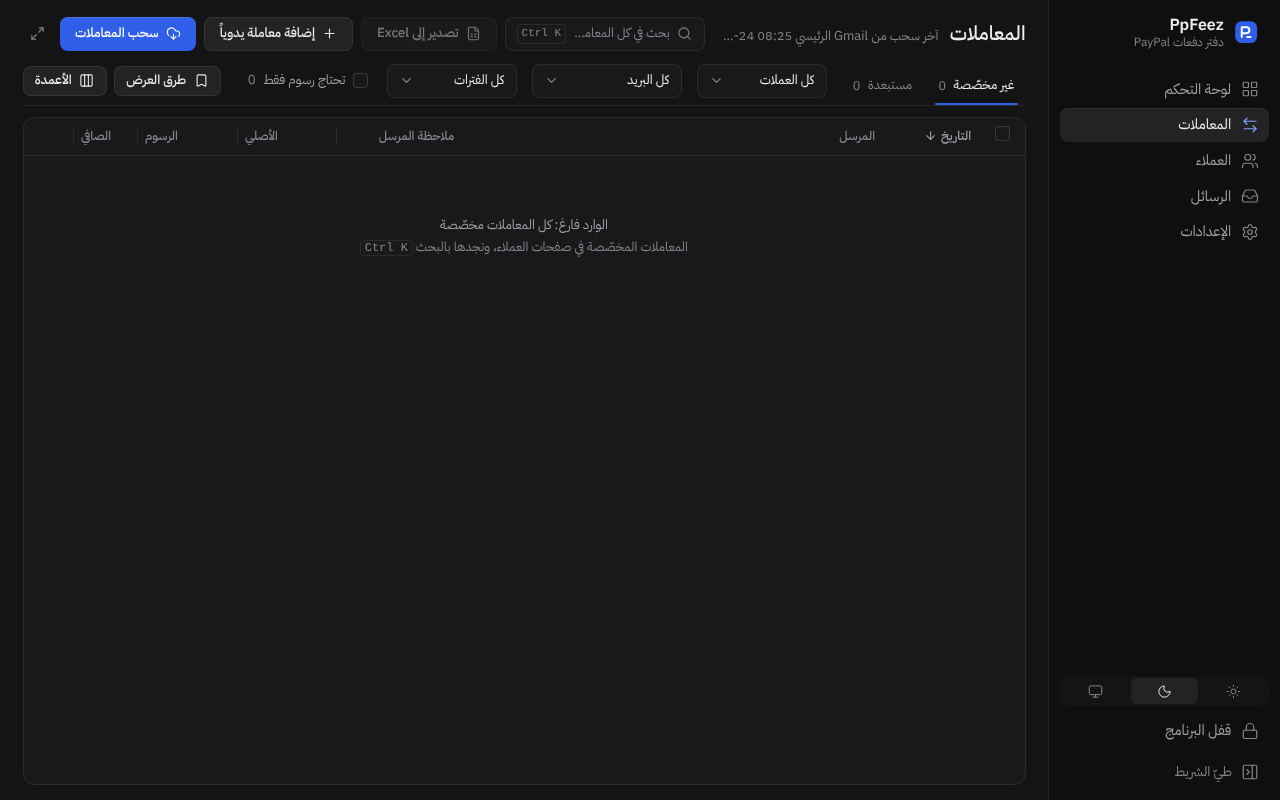 PpFeez
دفتر دفعات PayPal
لوحة التحكم
المعاملات
العملاء
الرسائل
الإعدادات
قفل البرنامج
طيّ الشريط
المعاملات
آخر سحب من Gmail الرئيسي 08:25 24-...
بحث في كل المعامـ... Ctrl K
تصدير إلى Excel
إضافة معاملة يدوياً
سحب المعاملات
غير مخصّصة 0
مستبعدة 0
كل العملات
كل البريد
كل الفترات
تحتاج رسوم فقط 0
طرق العرض
الأعمدة
التاريخ
المرسل
ملاحظة المرسل
الأصلي
الرسوم
الصافي
الوارد فارغ: كل المعاملات مخصّصة
المعاملات المخصّصة في صفحات العملاء، وتجدها بالبحث Ctrl K